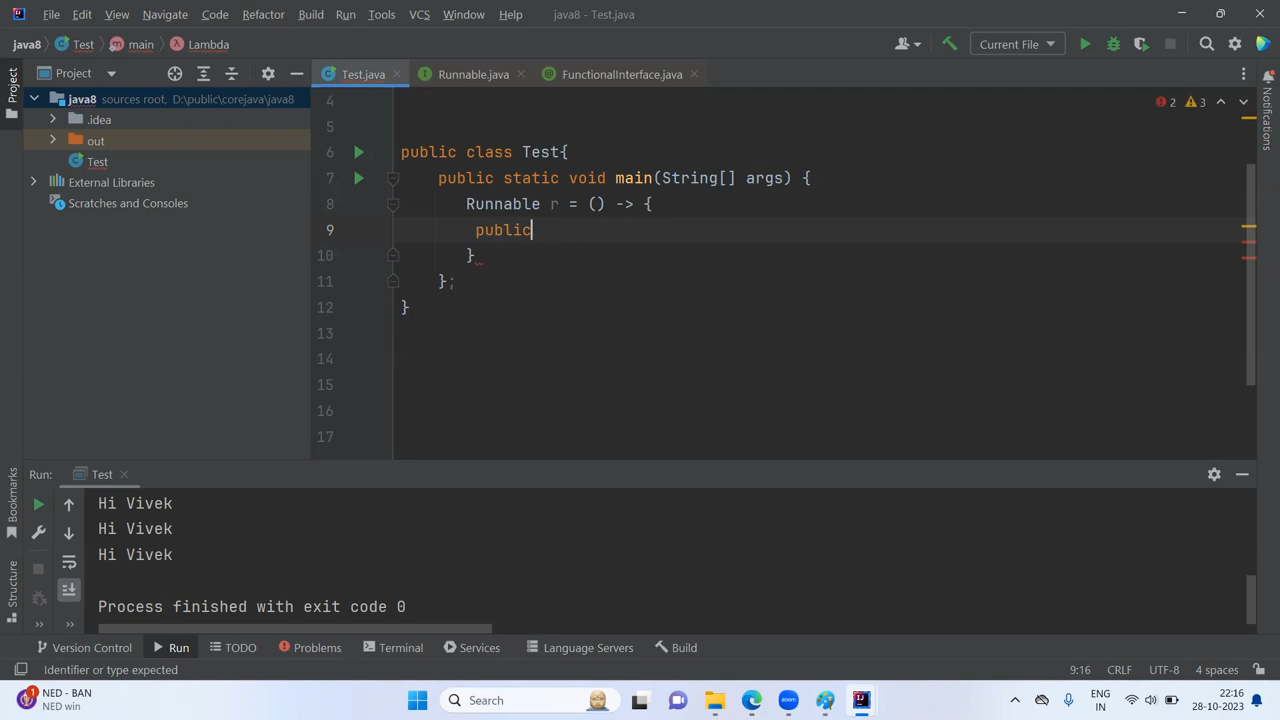 File Edit View Navigate Code Refactor Build Run Tools VCS Window Help java8 - Test.java
java8 Test main Lambda Current File
Project Test.java Runnable.java FunctionalInterface.java
java8 sources root, D:\public\corejava\java8
.idea
out
Test
External Libraries
Scratches and Consoles
Project
Bookmarks
Structure
Notifications
2 3
4
5
6 public class Test{
7 public static void main(String[] args) {
8 Runnable r = () -> {
9 public
10 }
11 };
12 }
13
14
15
16
17
Run: Test
Hi Vivek
Hi Vivek
Hi Vivek
Process finished with exit code 0
Version Control Run TODO Problems Terminal Services Language Servers Build
Identifier or type expected 9:16 CRLF UTF-8 4 spaces
1 NED - BAN
NED win
Search
zoom
ENG
IN
22:16
28-10-2023